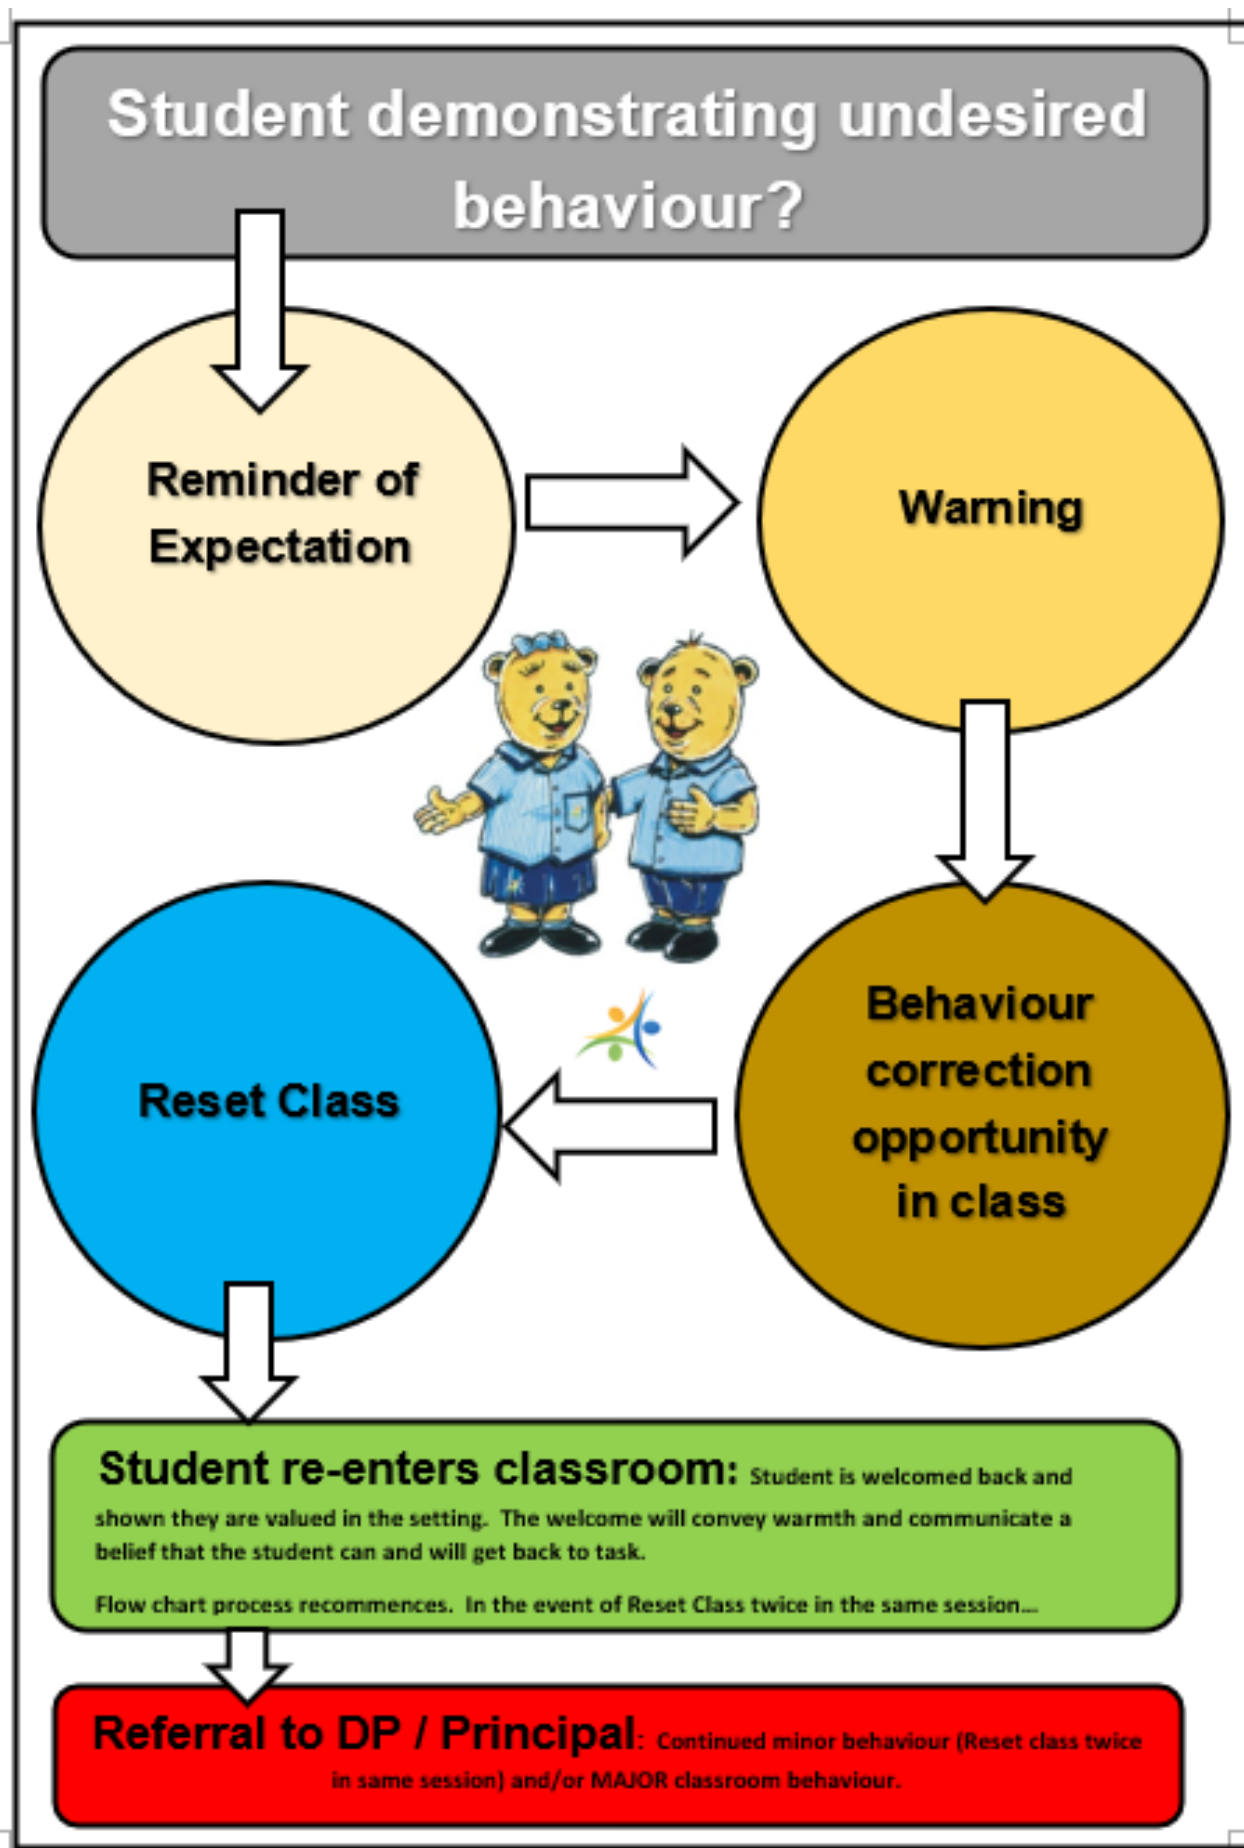 Student demonstrating undesired
behaviour?
Reminder of
Expectation
Warning
Behaviour
correction
opportunity
in class
Reset Class
Student re-enters classroom: Student is welcomed back and
shown they are valued in the setting. The welcome will convey warmth and communicate a
belief that the student can and will get back to task.
Flow chart process recommences. In the event of Reset Class twice in the same session...
Referral to DP / Principal: Continued minor behaviour (Reset class twice
in same session) and/or MAJOR classroom behaviour.